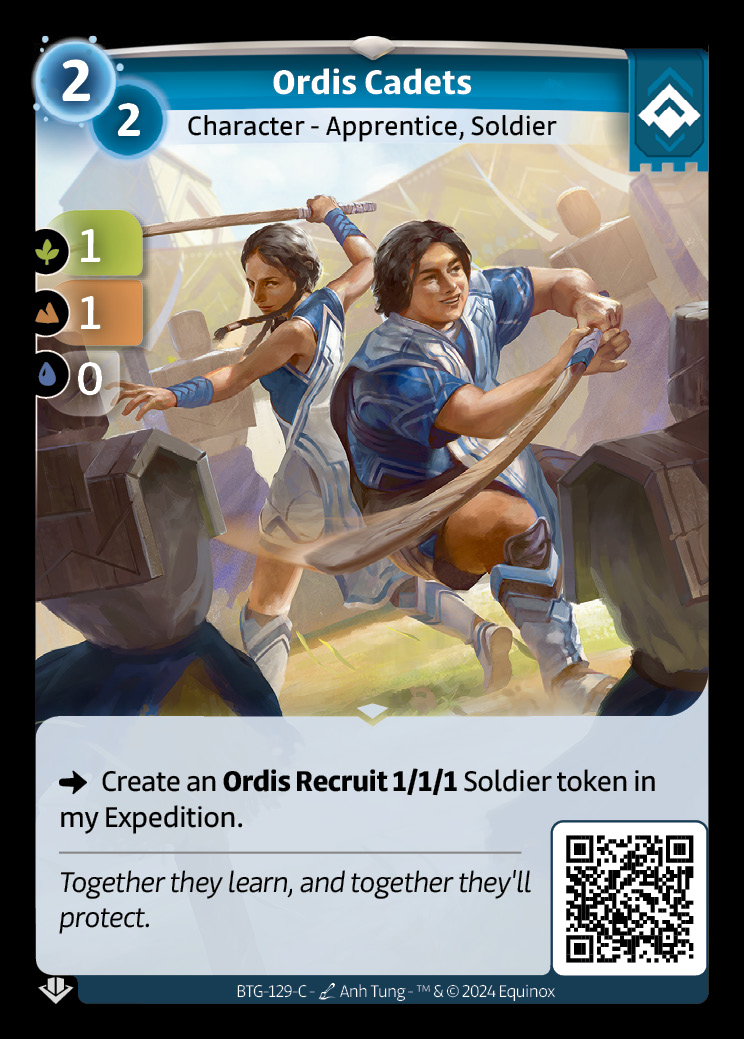 2
Ordis Cadets
2
Character - Apprentice, Soldier
1
1
0
Create an Ordis Recruit 1/1/1 Soldier token in
my Expedition.
Together they learn, and together they'll
protect.
BTG-129-C - Anh Tung - ™ & © 2024 Equinox